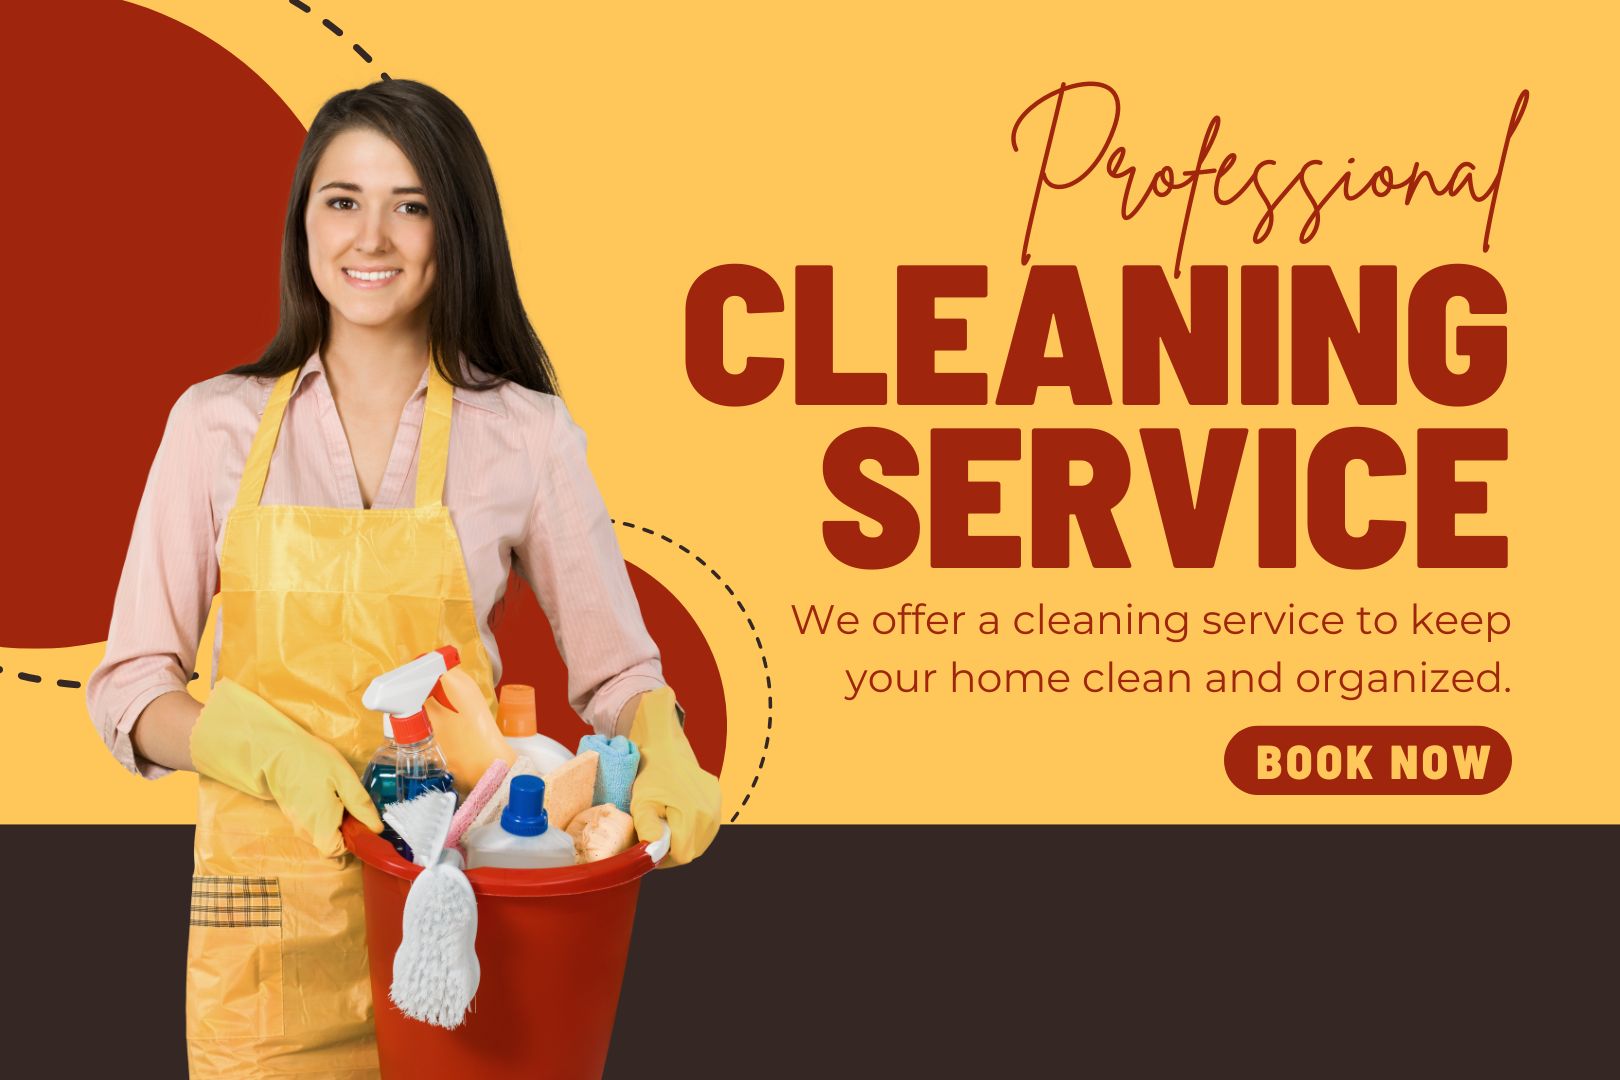 Professional
CLEANING
SERVICE
We offer a cleaning service to keep
your home clean and organized.
BOOK NOW